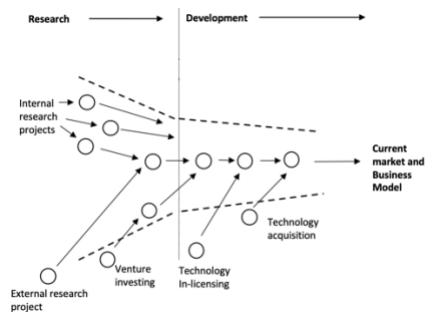 Research
Development
Internal
research
projects
Current
market and
Business
Model
Technology
acquisition
Venture
investing
Technology
In-licensing
External research
project